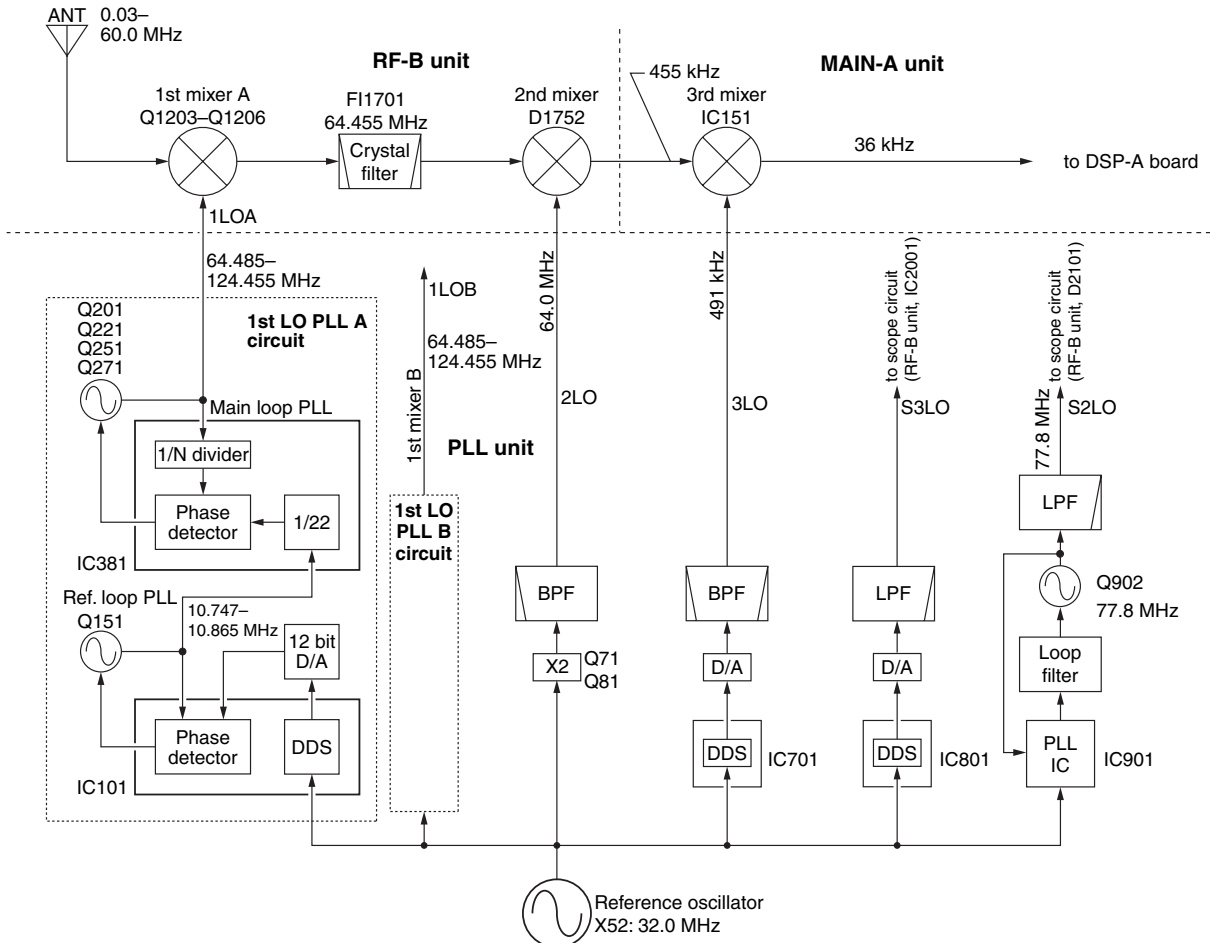 ANT
0.03–
60.0 MHz
RF-B unit
MAIN-A unit
455 kHz
1st mixer A
Q1203–Q1206
FI1701
64.455 MHz
Crystal
filter
2nd mixer
D1752
3rd mixer
IC151
36 kHz
to DSP-A board
1LOA
64.485–
124.455 MHz
1LOB
64.485–
124.455 MHz
1st mixer B
64.0 MHz
2LO
491 kHz
3LO
to scope circuit
(RF-B unit, IC2001)
S3LO
to scope circuit
(RF-B unit, D2101)
77.8 MHz
S2LO
Q201
Q221
Q251
Q271
1st LO PLL A
circuit
Main loop PLL
1/N divider
Phase
detector
1/22
IC381
PLL unit
1st LO
PLL B
circuit
Ref. loop PLL
Q151
10.747–
10.865 MHz
12 bit
D/A
Phase
detector
DDS
IC101
BPF
X2
Q71
Q81
BPF
D/A
DDS
IC701
LPF
D/A
DDS
IC801
LPF
Q902
77.8 MHz
Loop
filter
PLL
IC
IC901
Reference oscillator
X52: 32.0 MHz